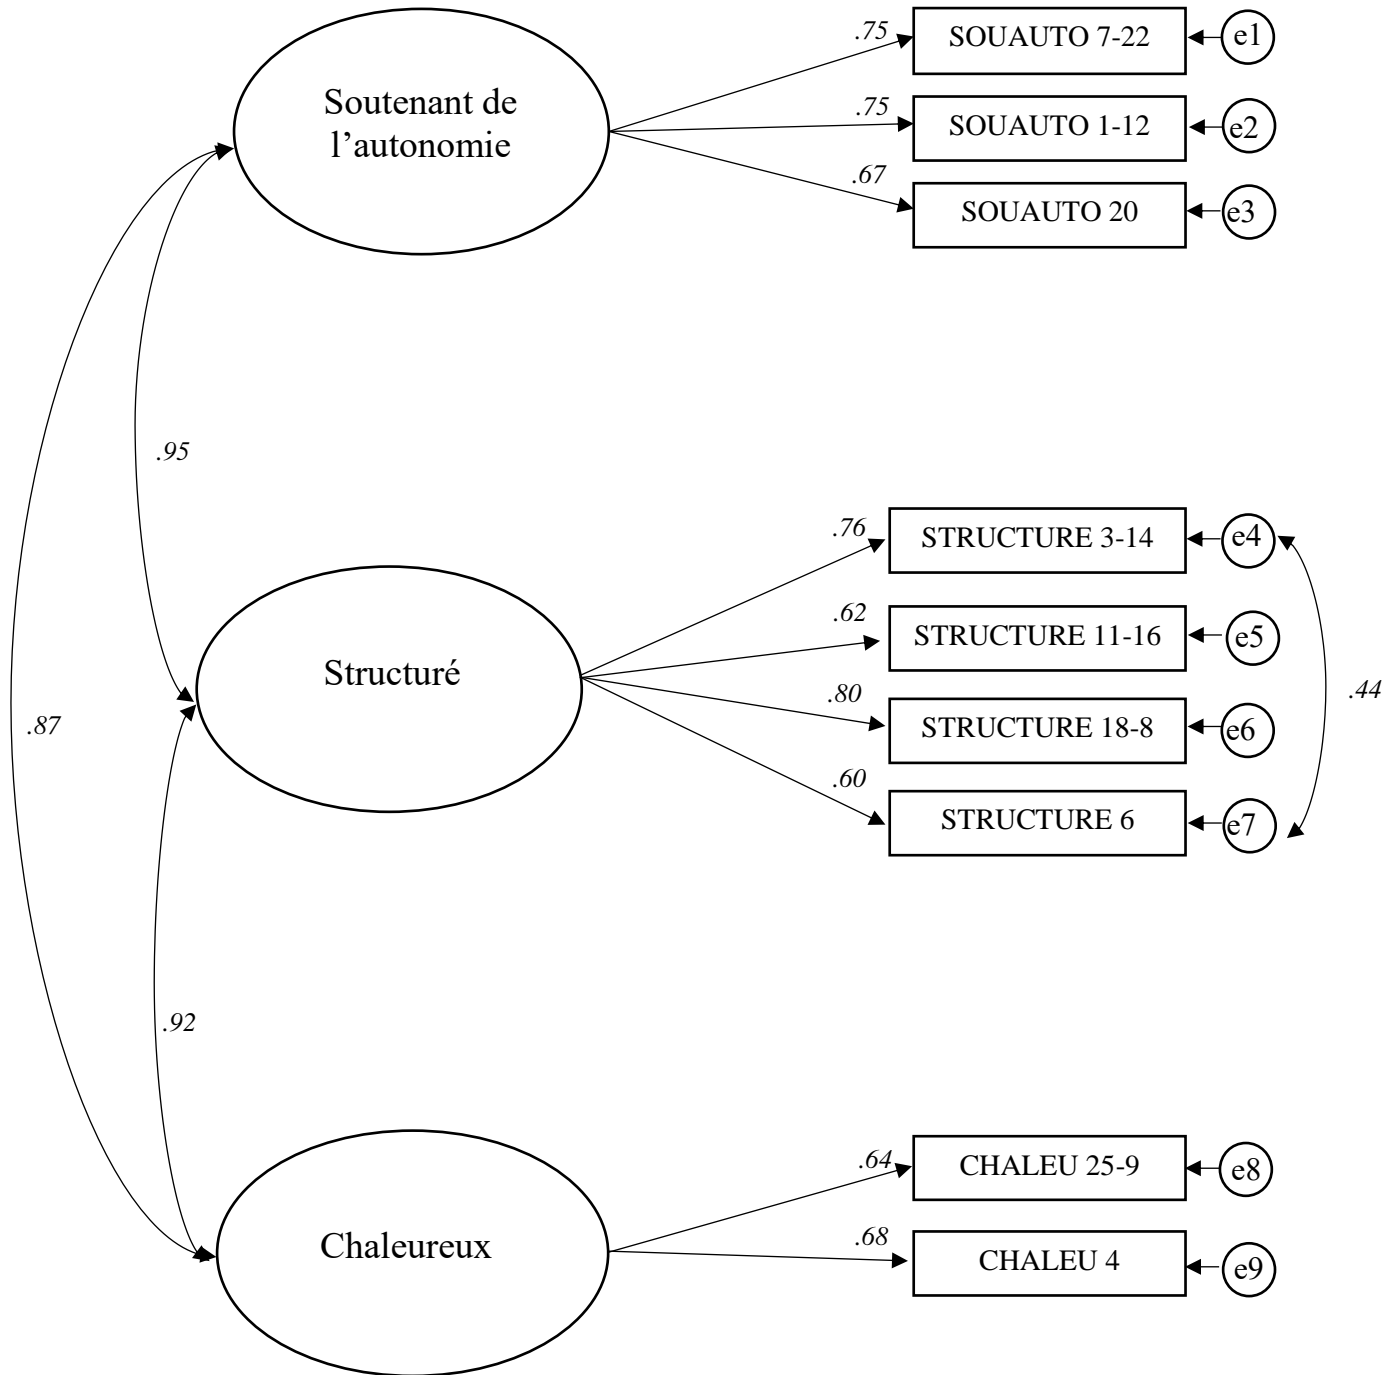 .75
SOUAUTO 7-22
e1
Soutenant de
l’autonomie
.75
SOUAUTO 1-12
e2
.67
SOUAUTO 20
e3
.95
.76
STRUCTURE 3-14
e4
.62
STRUCTURE 11-16
e5
Structuré
.44
.80
STRUCTURE 18-8
e6
.87
.60
STRUCTURE 6
e7
.92
.64
CHALEU 25-9
e8
Chaleureux
.68
CHALEU 4
e9